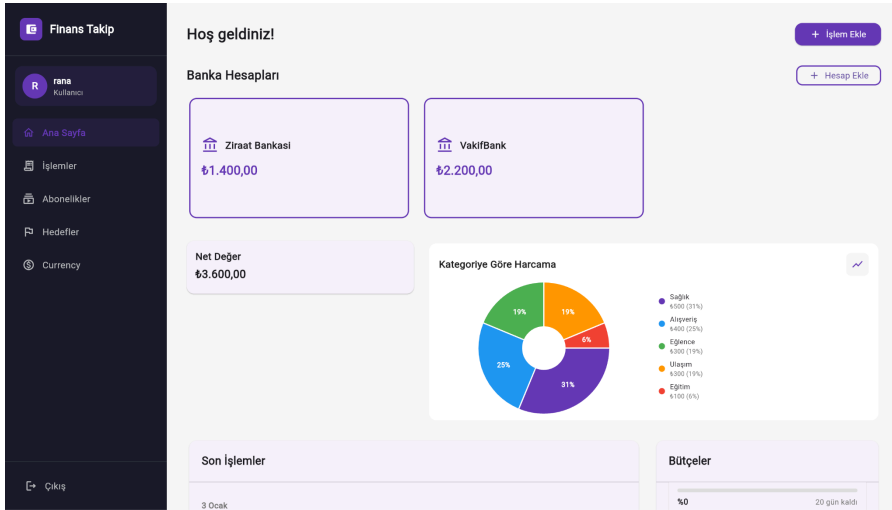 Finans Takip
R
rana
Kullanıcı
Ana Sayfa
İşlemler
Abonelikler
Hedefler
Currency
Çıkış
Hoş geldiniz!
+ İşlem Ekle
Banka Hesapları
+ Hesap Ekle
Ziraat Bankasi
₺1.400,00
VakifBank
₺2.200,00
Net Değer
₺3.600,00
Kategoriye Göre Harcama
19%
19%
6%
25%
31%
Sağlık
₺500 (31%)
Alışveriş
₺400 (25%)
Eğlence
₺300 (19%)
Ulaşım
₺300 (19%)
Eğitim
₺100 (6%)
Son İşlemler
3 Ocak
Bütçeler
%0
20 gün kaldı